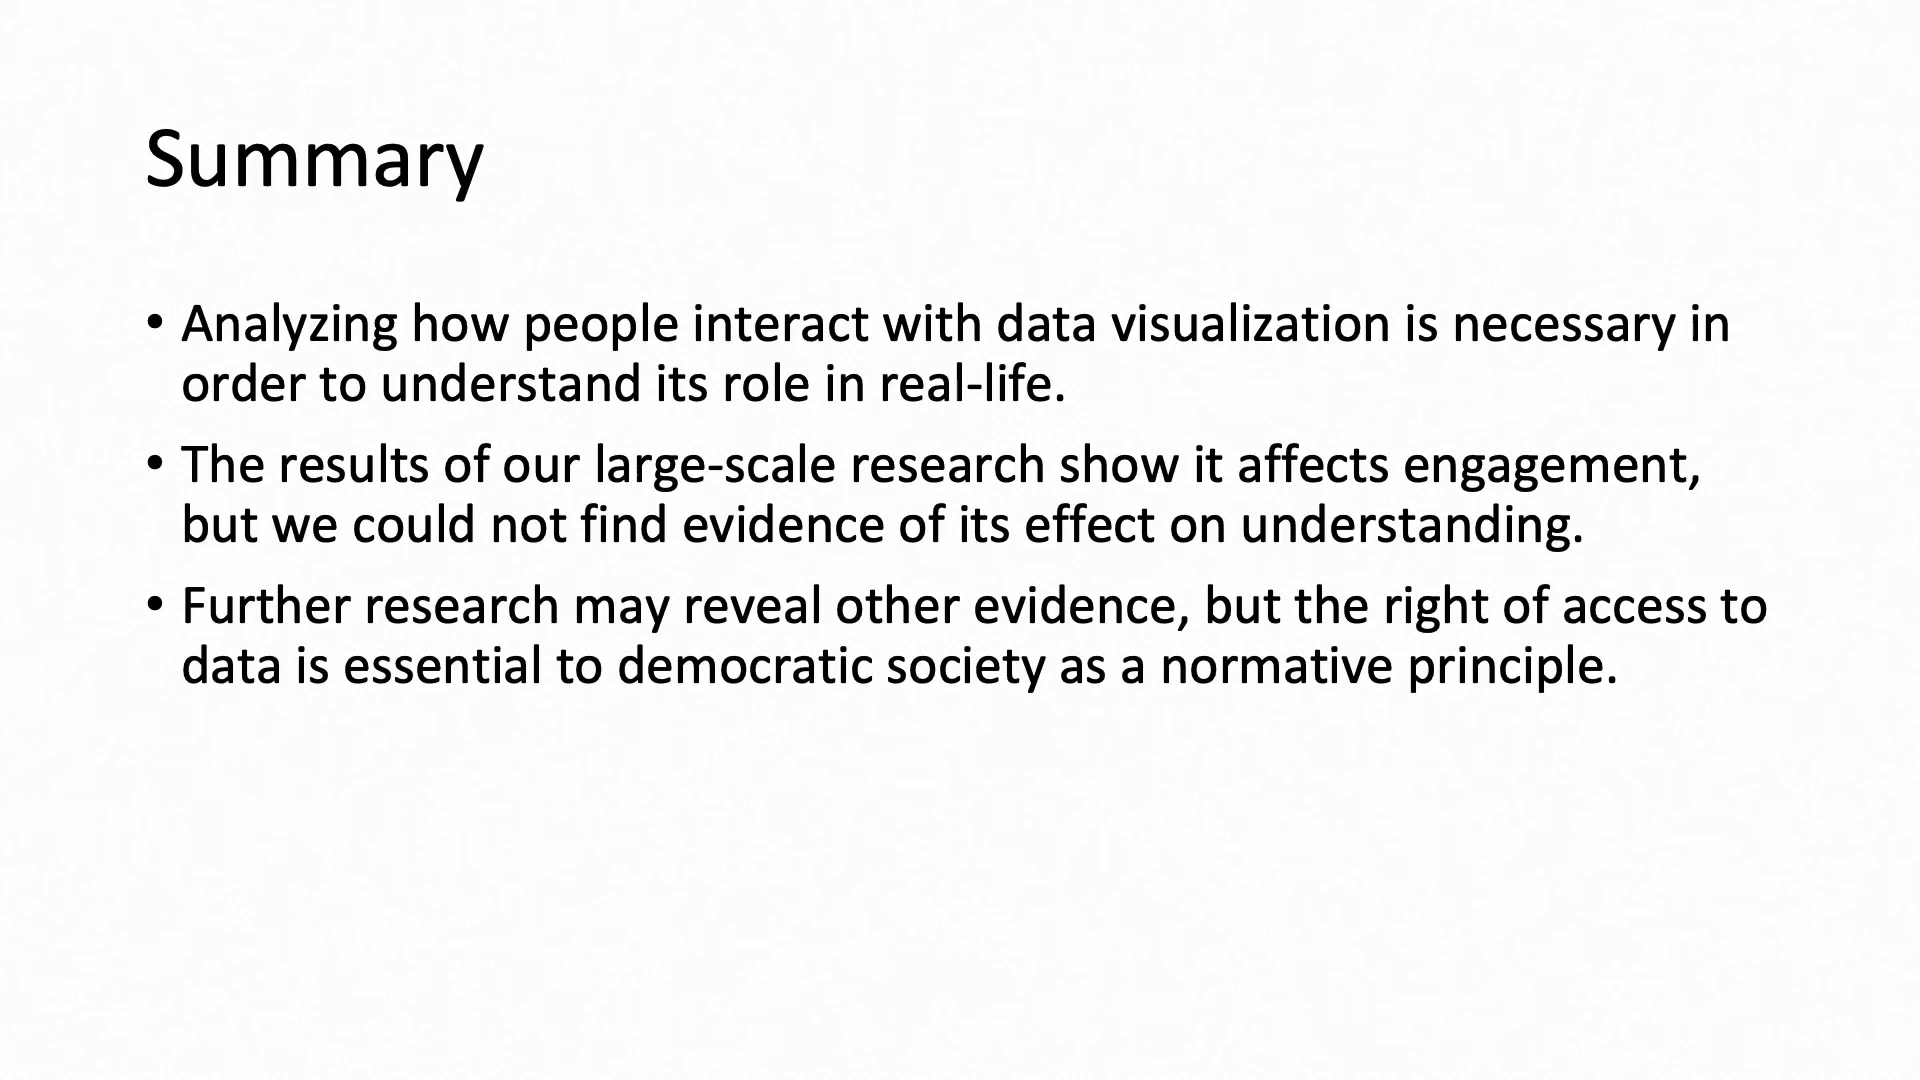 Summary
• Analyzing how people interact with data visualization is necessary in
order to understand its role in real-life.
• The results of our large-scale research show it affects engagement,
but we could not find evidence of its effect on understanding.
• Further research may reveal other evidence, but the right of access to
data is essential to democratic society as a normative principle.